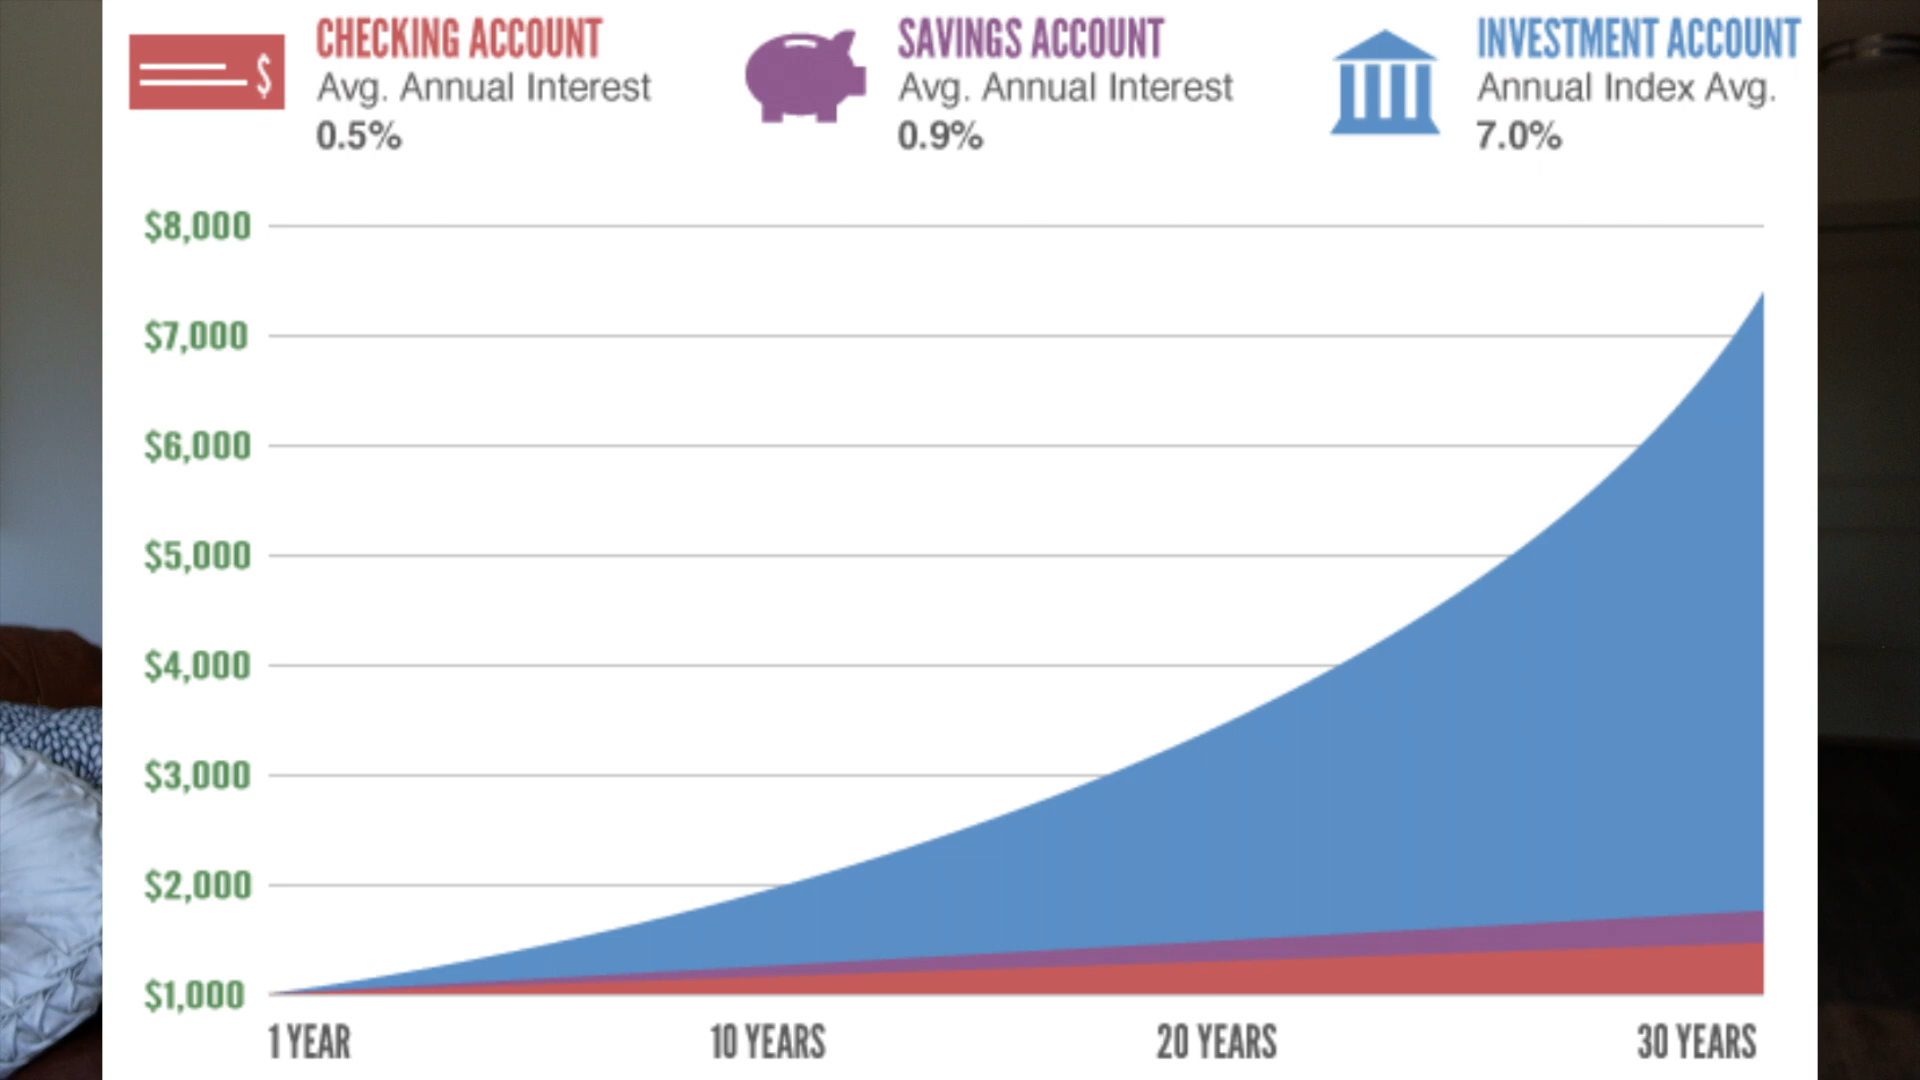 CHECKING ACCOUNT
Avg. Annual Interest
0.5%
$
SAVINGS ACCOUNT
Avg. Annual Interest
0.9%
INVESTMENT ACCOUNT
Annual Index Avg.
7.0%
$8,000
$7,000
$6,000
$5,000
$4,000
$3,000
$2,000
$1,000
1 YEAR
10 YEARS
20 YEARS
30 YEARS